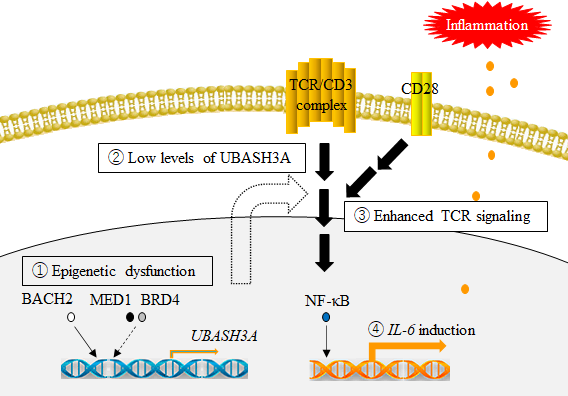 Inflammation
TCR/CD3
complex
CD28
② Low levels of UBASH3A
③ Enhanced TCR signaling
① Epigenetic dysfunction
BACH2 MED1 BRD4
NF-κB
UBASH3A
④ IL-6 induction